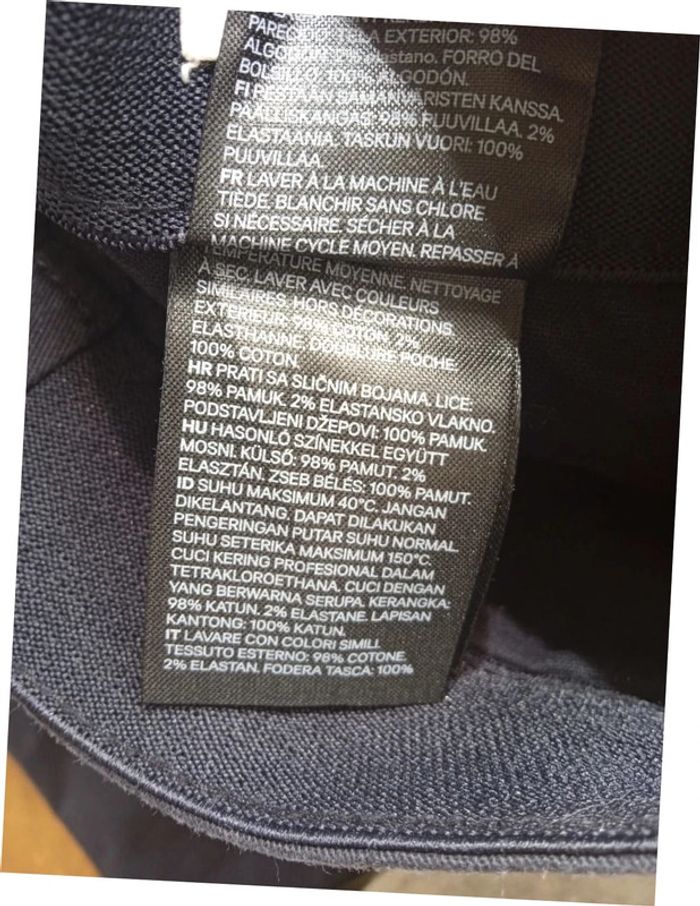 PAREC
A EXTERIOR: 98%
ALGODÓN. 2% elastano. FORRO DEL
BOLSILLO: 100% ALGODÓN.
FI PESTÄVÄ SAMANVÄRISTEN KANSSA.
PÄÄLLISKANGAS: 98% PUUVILLAA. 2%
ELASTAANIA. TASKUN VUORI: 100%
PUUVILLAA.
FR LAVER À LA MACHINE À L'EAU
TIÈDE. BLANCHIR SANS CHLORE
SI NÉCESSAIRE. SÉCHER À LA
MACHINE CYCLE MOYEN. REPASSER À
TEMPÉRATURE MOYENNE. NETTOYAGE
À SEC. LAVER AVEC COULEURS
SIMILAIRES. HORS DÉCORATIONS.
EXTÉRIEUR: 98% COTON. 2%
ELASTHANNE. DOUBLURE POCHE:
100% COTON.
HR PRATI SA SLIČNIM BOJAMA. LICE:
98% PAMUK. 2% ELASTANSKO VLAKNO.
PODSTAVLJENI DŽEPOVI: 100% PAMUK.
HU HASONLÓ SZÍNEKKEL EGYÜTT
MOSNI. KÜLSŐ: 98% PAMUT. 2%
ELASZTÁN. ZSEB BÉLÉS: 100% PAMUT.
ID SUHU MAKSIMUM 40°C. JANGAN
DIKELANTANG. DAPAT DILAKUKAN
PENGERINGAN PUTAR SUHU NORMAL.
SUHU SETERIKA MAKSIMUM 150°C.
CUCI KERING PROFESIONAL DALAM
TETRAKLOROETHANA. CUCI DENGAN
YANG BERWARNA SERUPA. KERANGKA:
98% KATUN. 2% ELASTANE. LAPISAN
KANTONG: 100% KATUN.
IT LAVARE CON COLORI SIMILI.
TESSUTO ESTERNO: 98% COTONE.
2% ELASTAN. FODERA TASCA: 100%